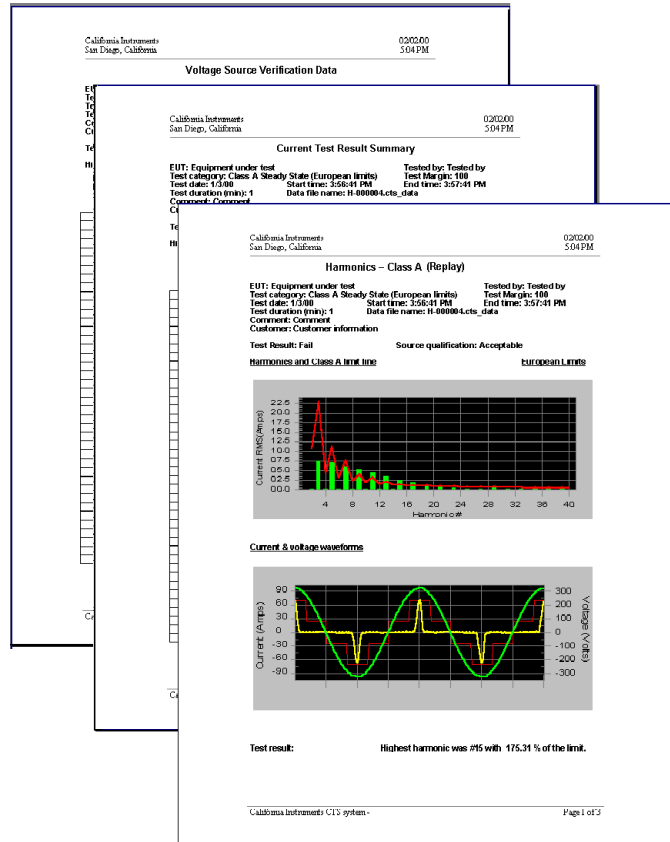 California Instruments 02/02/00
San Diego, California 5:04 PM
Voltage Source Verification Data
California Instruments 02/02/00
San Diego, California 5:04 PM
Current Test Result Summary
EUT: Equipment under test Tested by: Tested by
Test category: Class A Steady State (European limits) Test Margin: 100
Test date: 1/3/00 Start time: 3:56:41 PM End time: 3:57:41 PM
Test duration (min): 1 Data file name: H-000004.cts_data
Comment: Comment
California Instruments 02/02/00
San Diego, California 5:04 PM
Harmonics – Class A (Replay)
EUT: Equipment under test Tested by: Tested by
Test category: Class A Steady State (European limits) Test Margin: 100
Test date: 1/3/00 Start time: 3:56:41 PM End time: 3:57:41 PM
Test duration (min): 1 Data file name: H-000004.cts_data
Comment: Comment
Customer: Customer information
Test Result: Fail Source qualification: Acceptable
Harmonics and Class A limit line European Limits
Current RMS(Amps)
22.5
20.0
17.5
15.0
12.5
10.0
07.5
05.0
02.5
00.0
4 8 12 16 20 24 28 32 36 40
Harmonic #
Current & voltage waveforms
Current (Amps)
90
60
30
0
-30
-60
-90
300
200
100
0
-100
-200
-300
Voltage (Volts)
Test result: Highest harmonic was #15 with 175.31 % of the limit.
California Instruments CTS system - Page 1 of 3